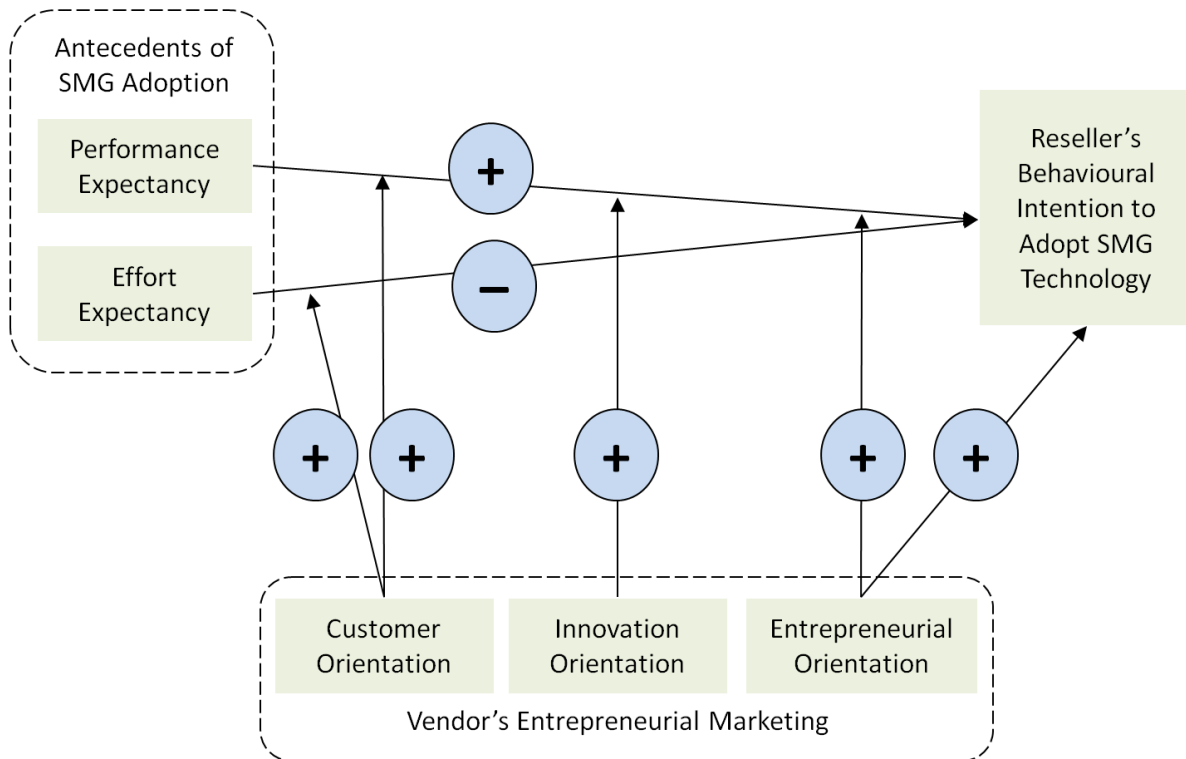 Antecedents of
SMG Adoption
Performance
Expectancy
Effort
Expectancy
+
−
Reseller’s
Behavioural
Intention to
Adopt SMG
Technology
+
+
+
+
+
Customer
Orientation
Innovation
Orientation
Entrepreneurial
Orientation
Vendor’s Entrepreneurial Marketing